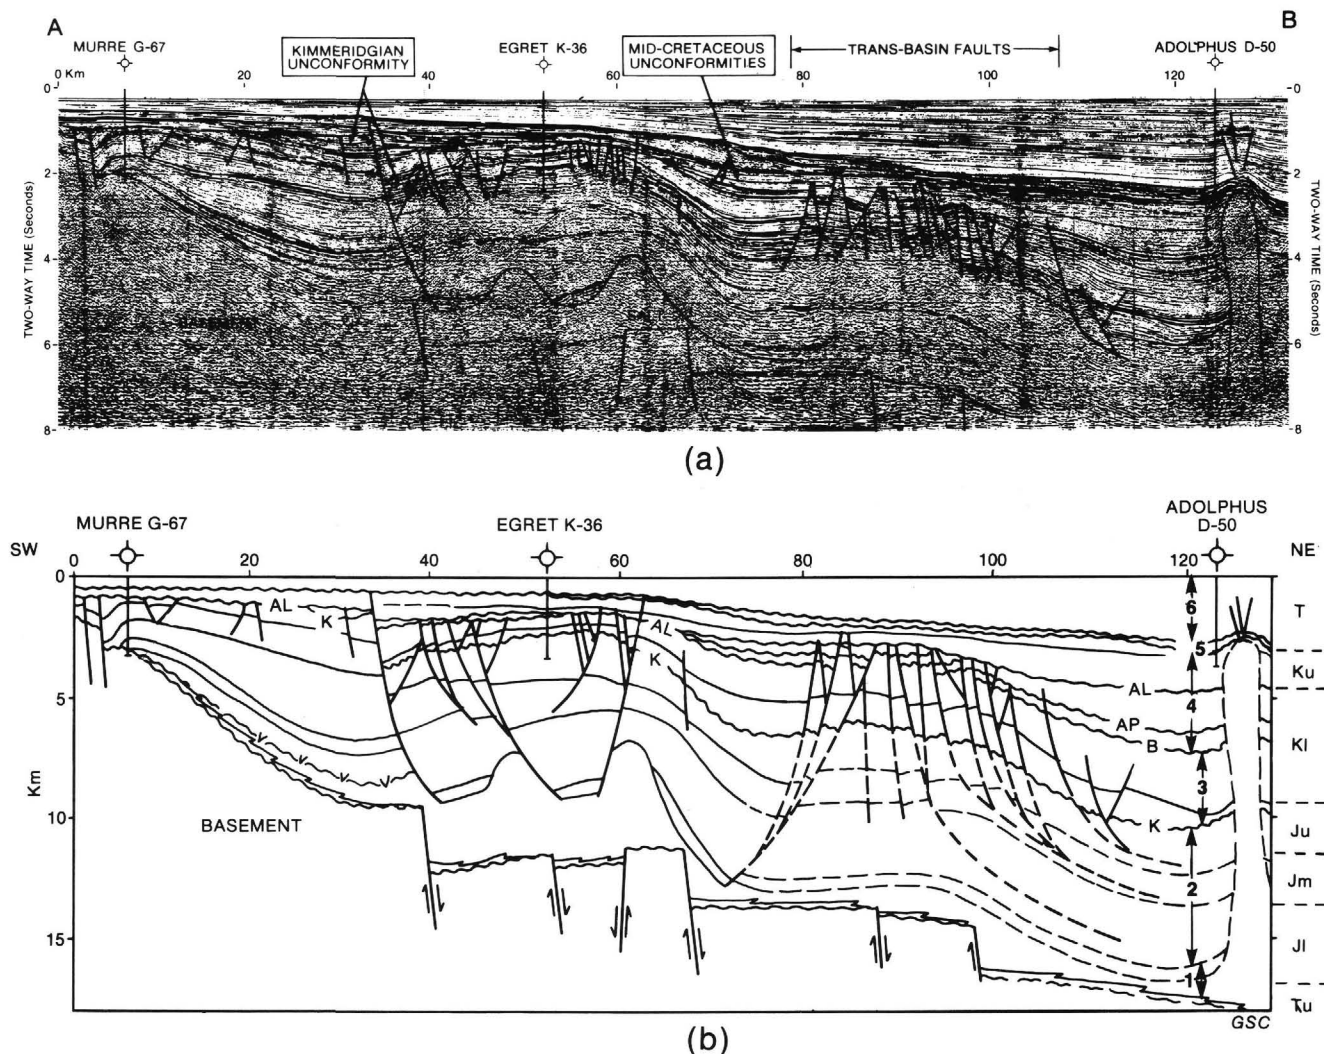 A
B
MURRE G-67
KIMMERIDGIAN UNCONFORMITY
EGRET K-36
MID-CRETACEOUS UNCONFORMITIES
TRANS-BASIN FAULTS
ADOLPHUS D-50
0 Km 20 40 60 80 100 120
0 0
2 2
4 4
6 6
8 8
TWO-WAY TIME (Seconds)
TWO-WAY TIME (Seconds)
(a)
MURRE G-67
EGRET K-36
ADOLPHUS
D-50
SW
NE
0 20 40 60 80 100 120
0
5
10
15
Km
AL
K
AL
K
AL
AP
B
K
BASEMENT
V V V V
6
5
4
3
2
1
T
Ku
Kl
Ju
Jm
Jl
Ƭu
GSC
(b)